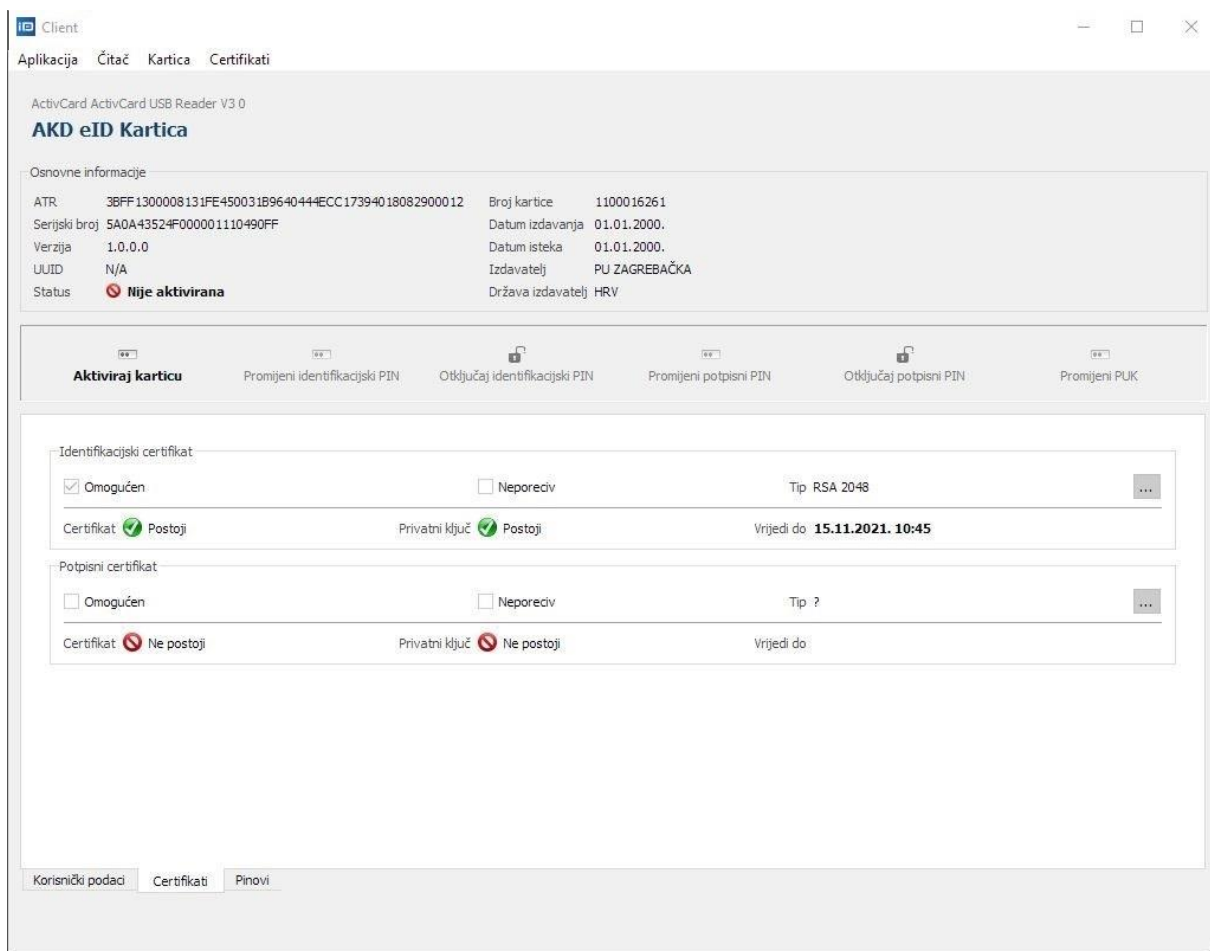 iD Client
Aplikacija Čitač Kartica Certifikati
ActivCard ActivCard USB Reader V3 0
AKD eID Kartica
Osnovne informacije
ATR 3BFF1300008131FE450031B9640444ECC17394018082900012 Broj kartice 1100016261
Serijski broj 5A0A43524F000001110490FF Datum izdavanja 01.01.2000.
Verzija 1.0.0.0 Datum isteka 01.01.2000.
UUID N/A Izdavatelj PU ZAGREBAČKA
Status Nije aktivirana Država izdavatelj HRV
Aktiviraj karticu Promijeni identifikacijski PIN Otključaj identifikacijski PIN Promijeni potpisni PIN Otključaj potpisni PIN Promijeni PUK
Identifikacijski certifikat
Omogućen Neporeciv Tip RSA 2048 ...
Certifikat Postoji Privatni ključ Postoji Vrijedi do 15.11.2021. 10:45
Potpisni certifikat
Omogućen Neporeciv Tip ? ...
Certifikat Ne postoji Privatni ključ Ne postoji Vrijedi do
Korisnički podaci Certifikati Pinovi